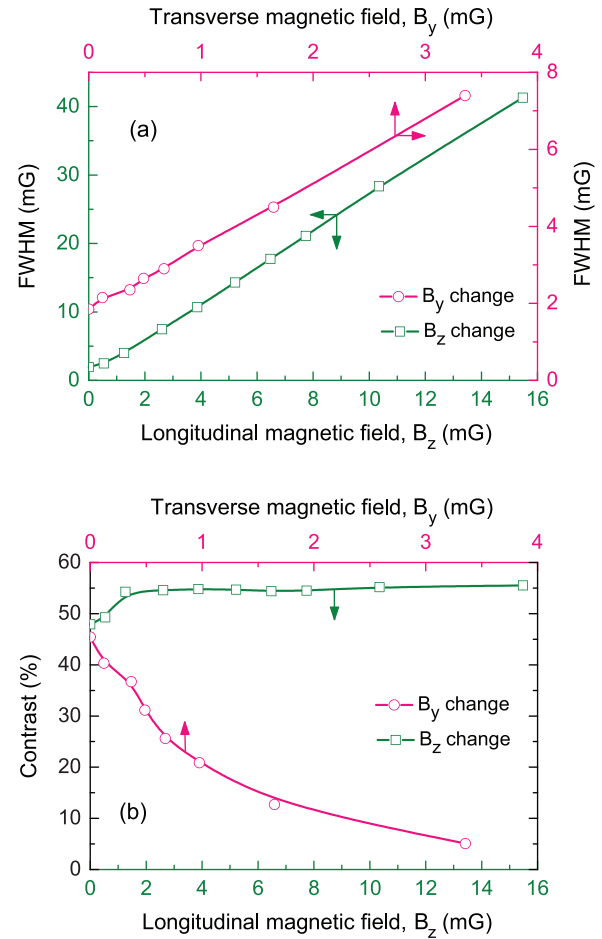 Transverse magnetic field, B_y (mG)
0 1 2 3 4
40
30
20
10
0
FWHM (mG)
(a)
8
6
4
2
0
FWHM (mG)
B_y change
B_z change
0 2 4 6 8 10 12 14 16
Longitudinal magnetic field, B_z (mG)
Transverse magnetic field, B_y (mG)
0 1 2 3 4
60
50
40
30
20
10
0
Contrast (%)
B_y change
B_z change
(b)
0 2 4 6 8 10 12 14 16
Longitudinal magnetic field, B_z (mG)